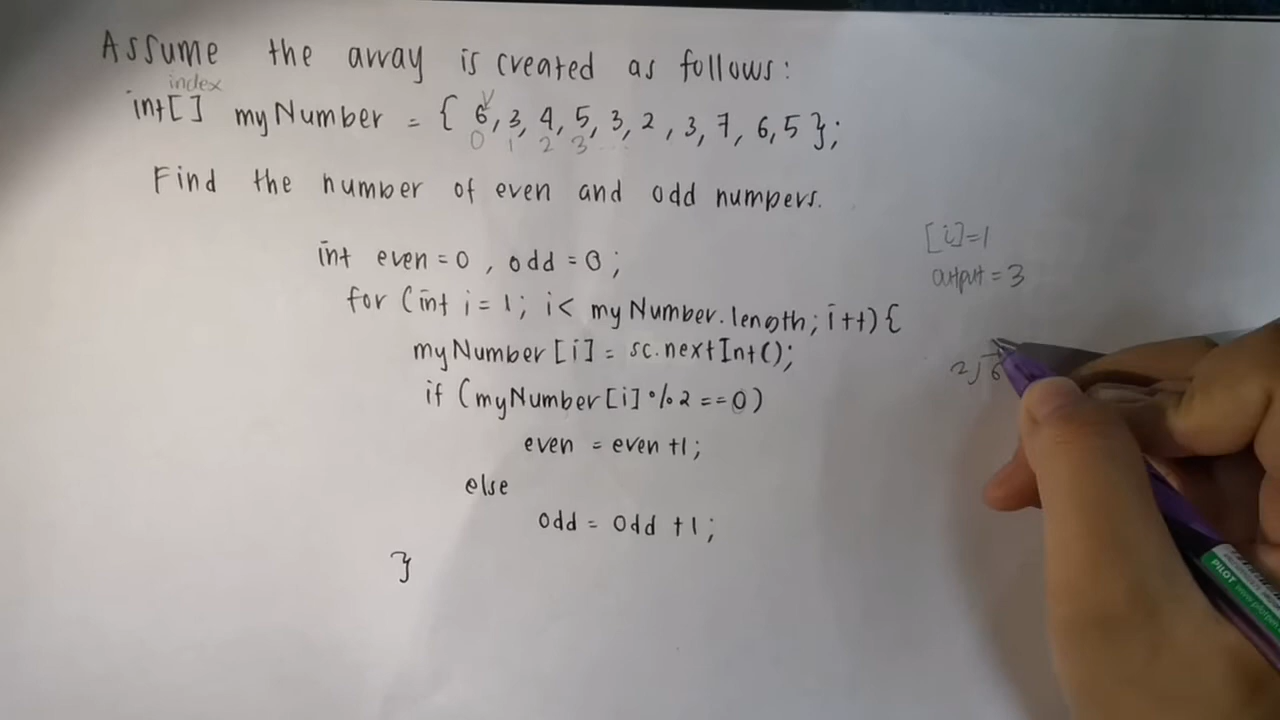 Assume the array is created as follows:
index
int[] myNumber = { 6, 3, 4, 5, 3, 2, 3, 7, 6, 5 };
0 1 2 3 ...
Find the number of even and odd numbers.
[i]=1
output = 3
int even = 0, odd = 0;
for (int i = 1; i < myNumber.length; i++) {
myNumber [i] = sc.nextInt();
2 6
if (myNumber [i] % 2 == 0)
even = even +1;
else
odd = odd +1;
}
PILOT